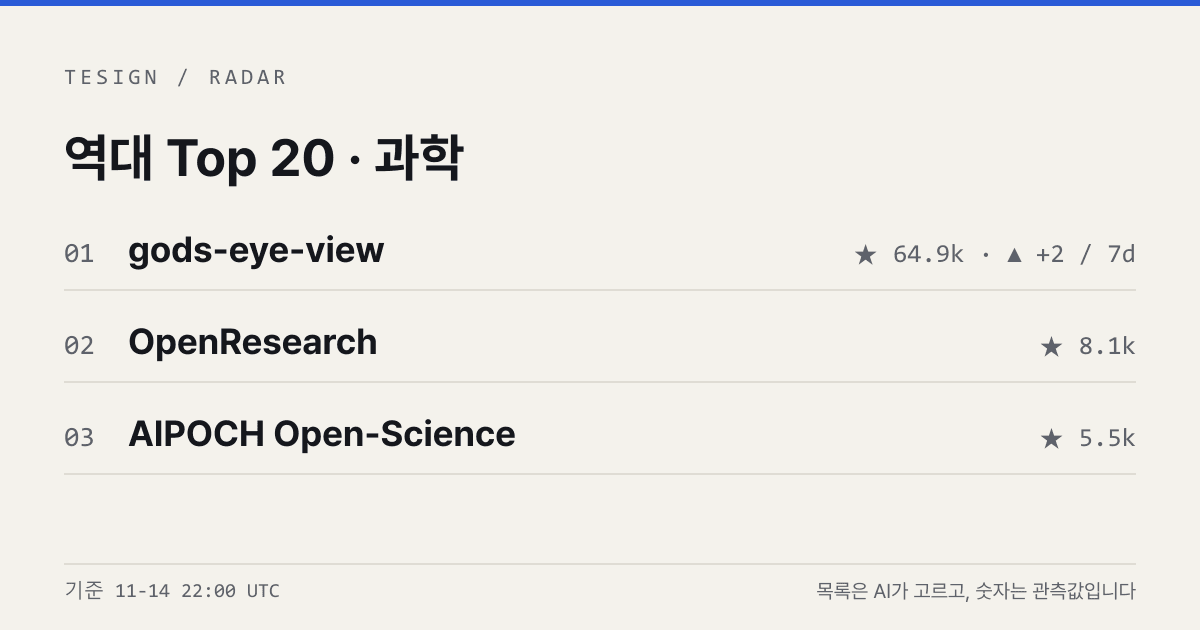 TESIGN / RADAR
역대 Top 20 · 과학
01 gods-eye-view ★ 64.9k · ▲ +2 / 7d
02 OpenResearch ★ 8.1k
03 AIPOCH Open-Science ★ 5.5k
기준 11-14 22:00 UTC 목록은 AI가 고르고, 숫자는 관측값입니다